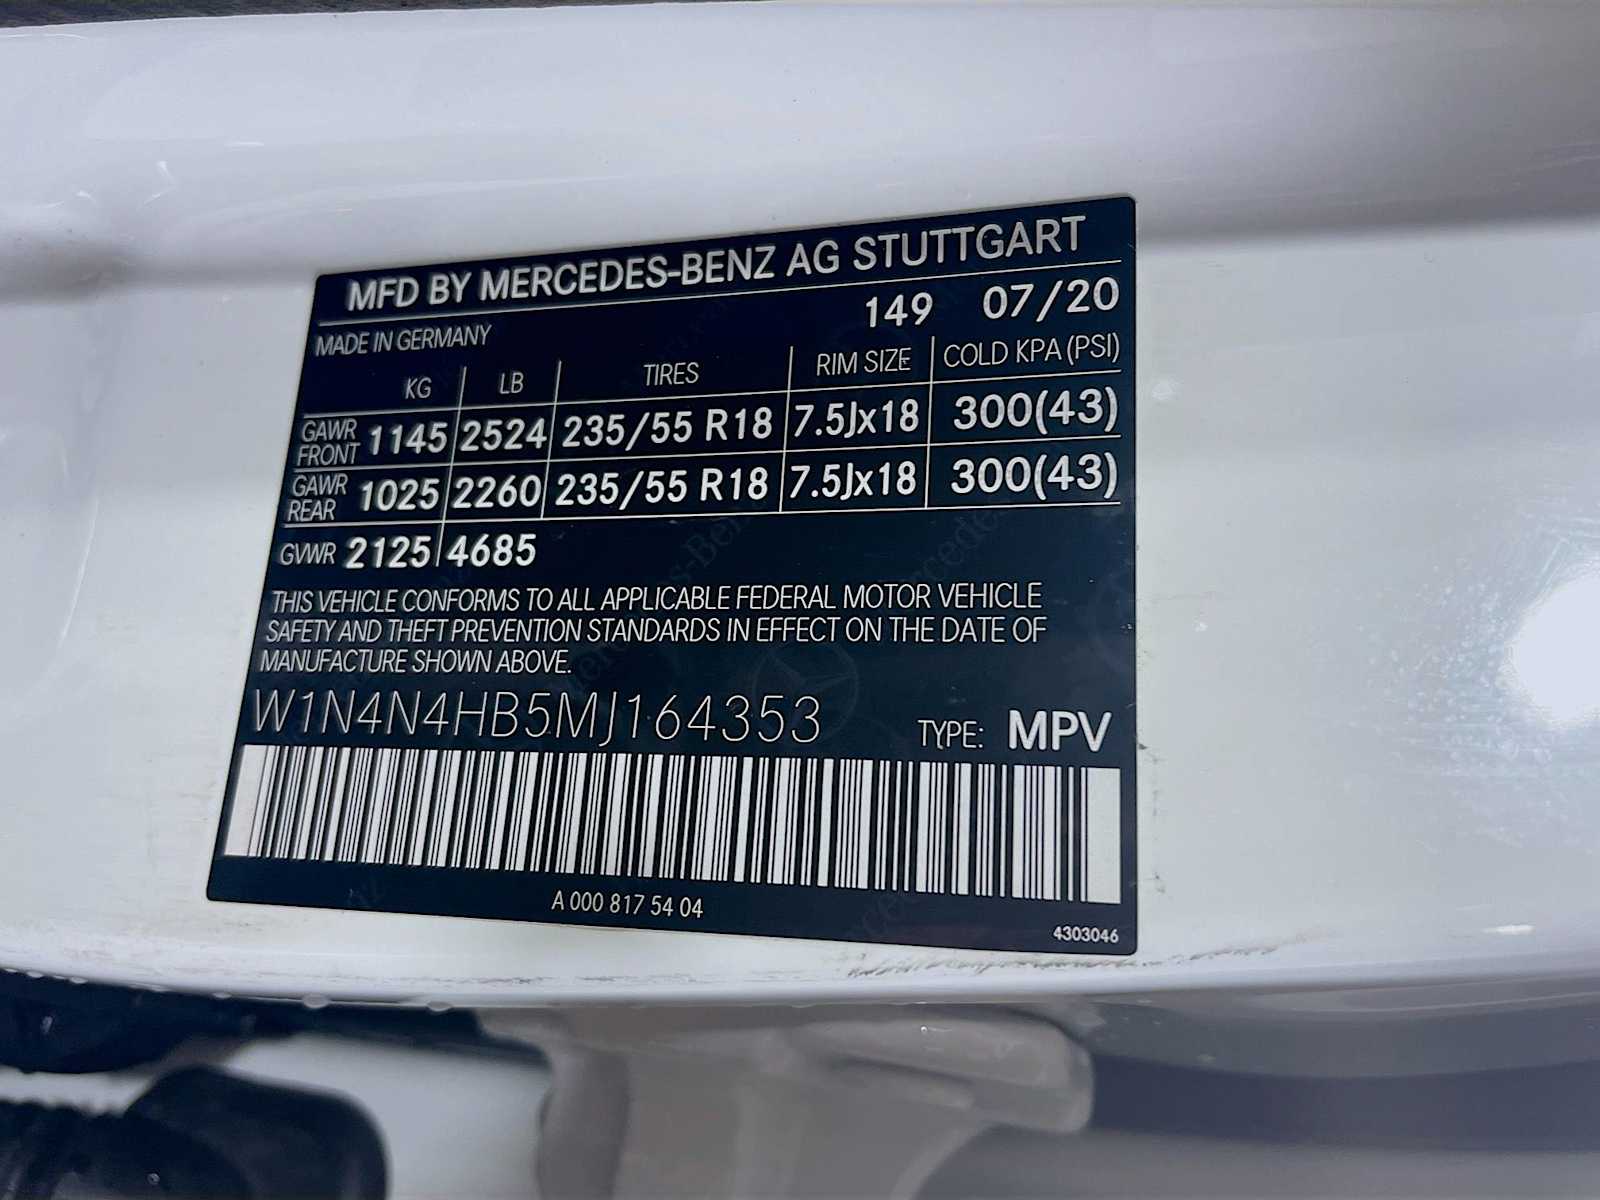 MFD BY MERCEDES-BENZ AG STUTTGART
MADE IN GERMANY 149 07/20
KG LB TIRES RIM SIZE COLD KPA (PSI)
GAWR FRONT 1145 2524 235/55 R18 7.5Jx18 300(43)
GAWR REAR 1025 2260 235/55 R18 7.5Jx18 300(43)
GVWR 2125 4685
THIS VEHICLE CONFORMS TO ALL APPLICABLE FEDERAL MOTOR VEHICLE
SAFETY AND THEFT PREVENTION STANDARDS IN EFFECT ON THE DATE OF
MANUFACTURE SHOWN ABOVE.
W1N4N4HB5MJ164353 TYPE: MPV
A 000 817 54 04
4303046